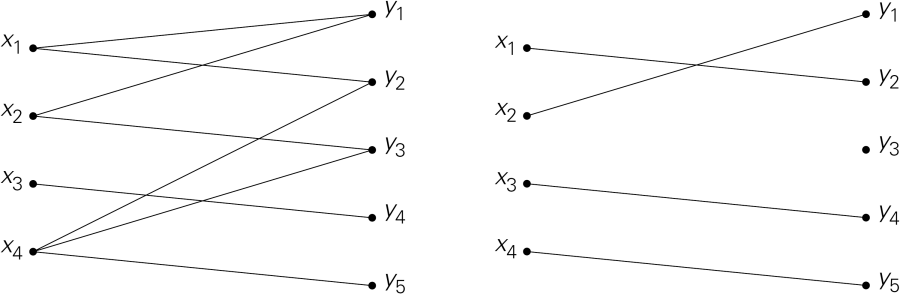 x₁ y₁
x₂ y₂
x₃ y₃
x₄ y₄
y₅
x₁ y₁
x₂ y₂
x₃ y₃
x₄ y₄
y₅